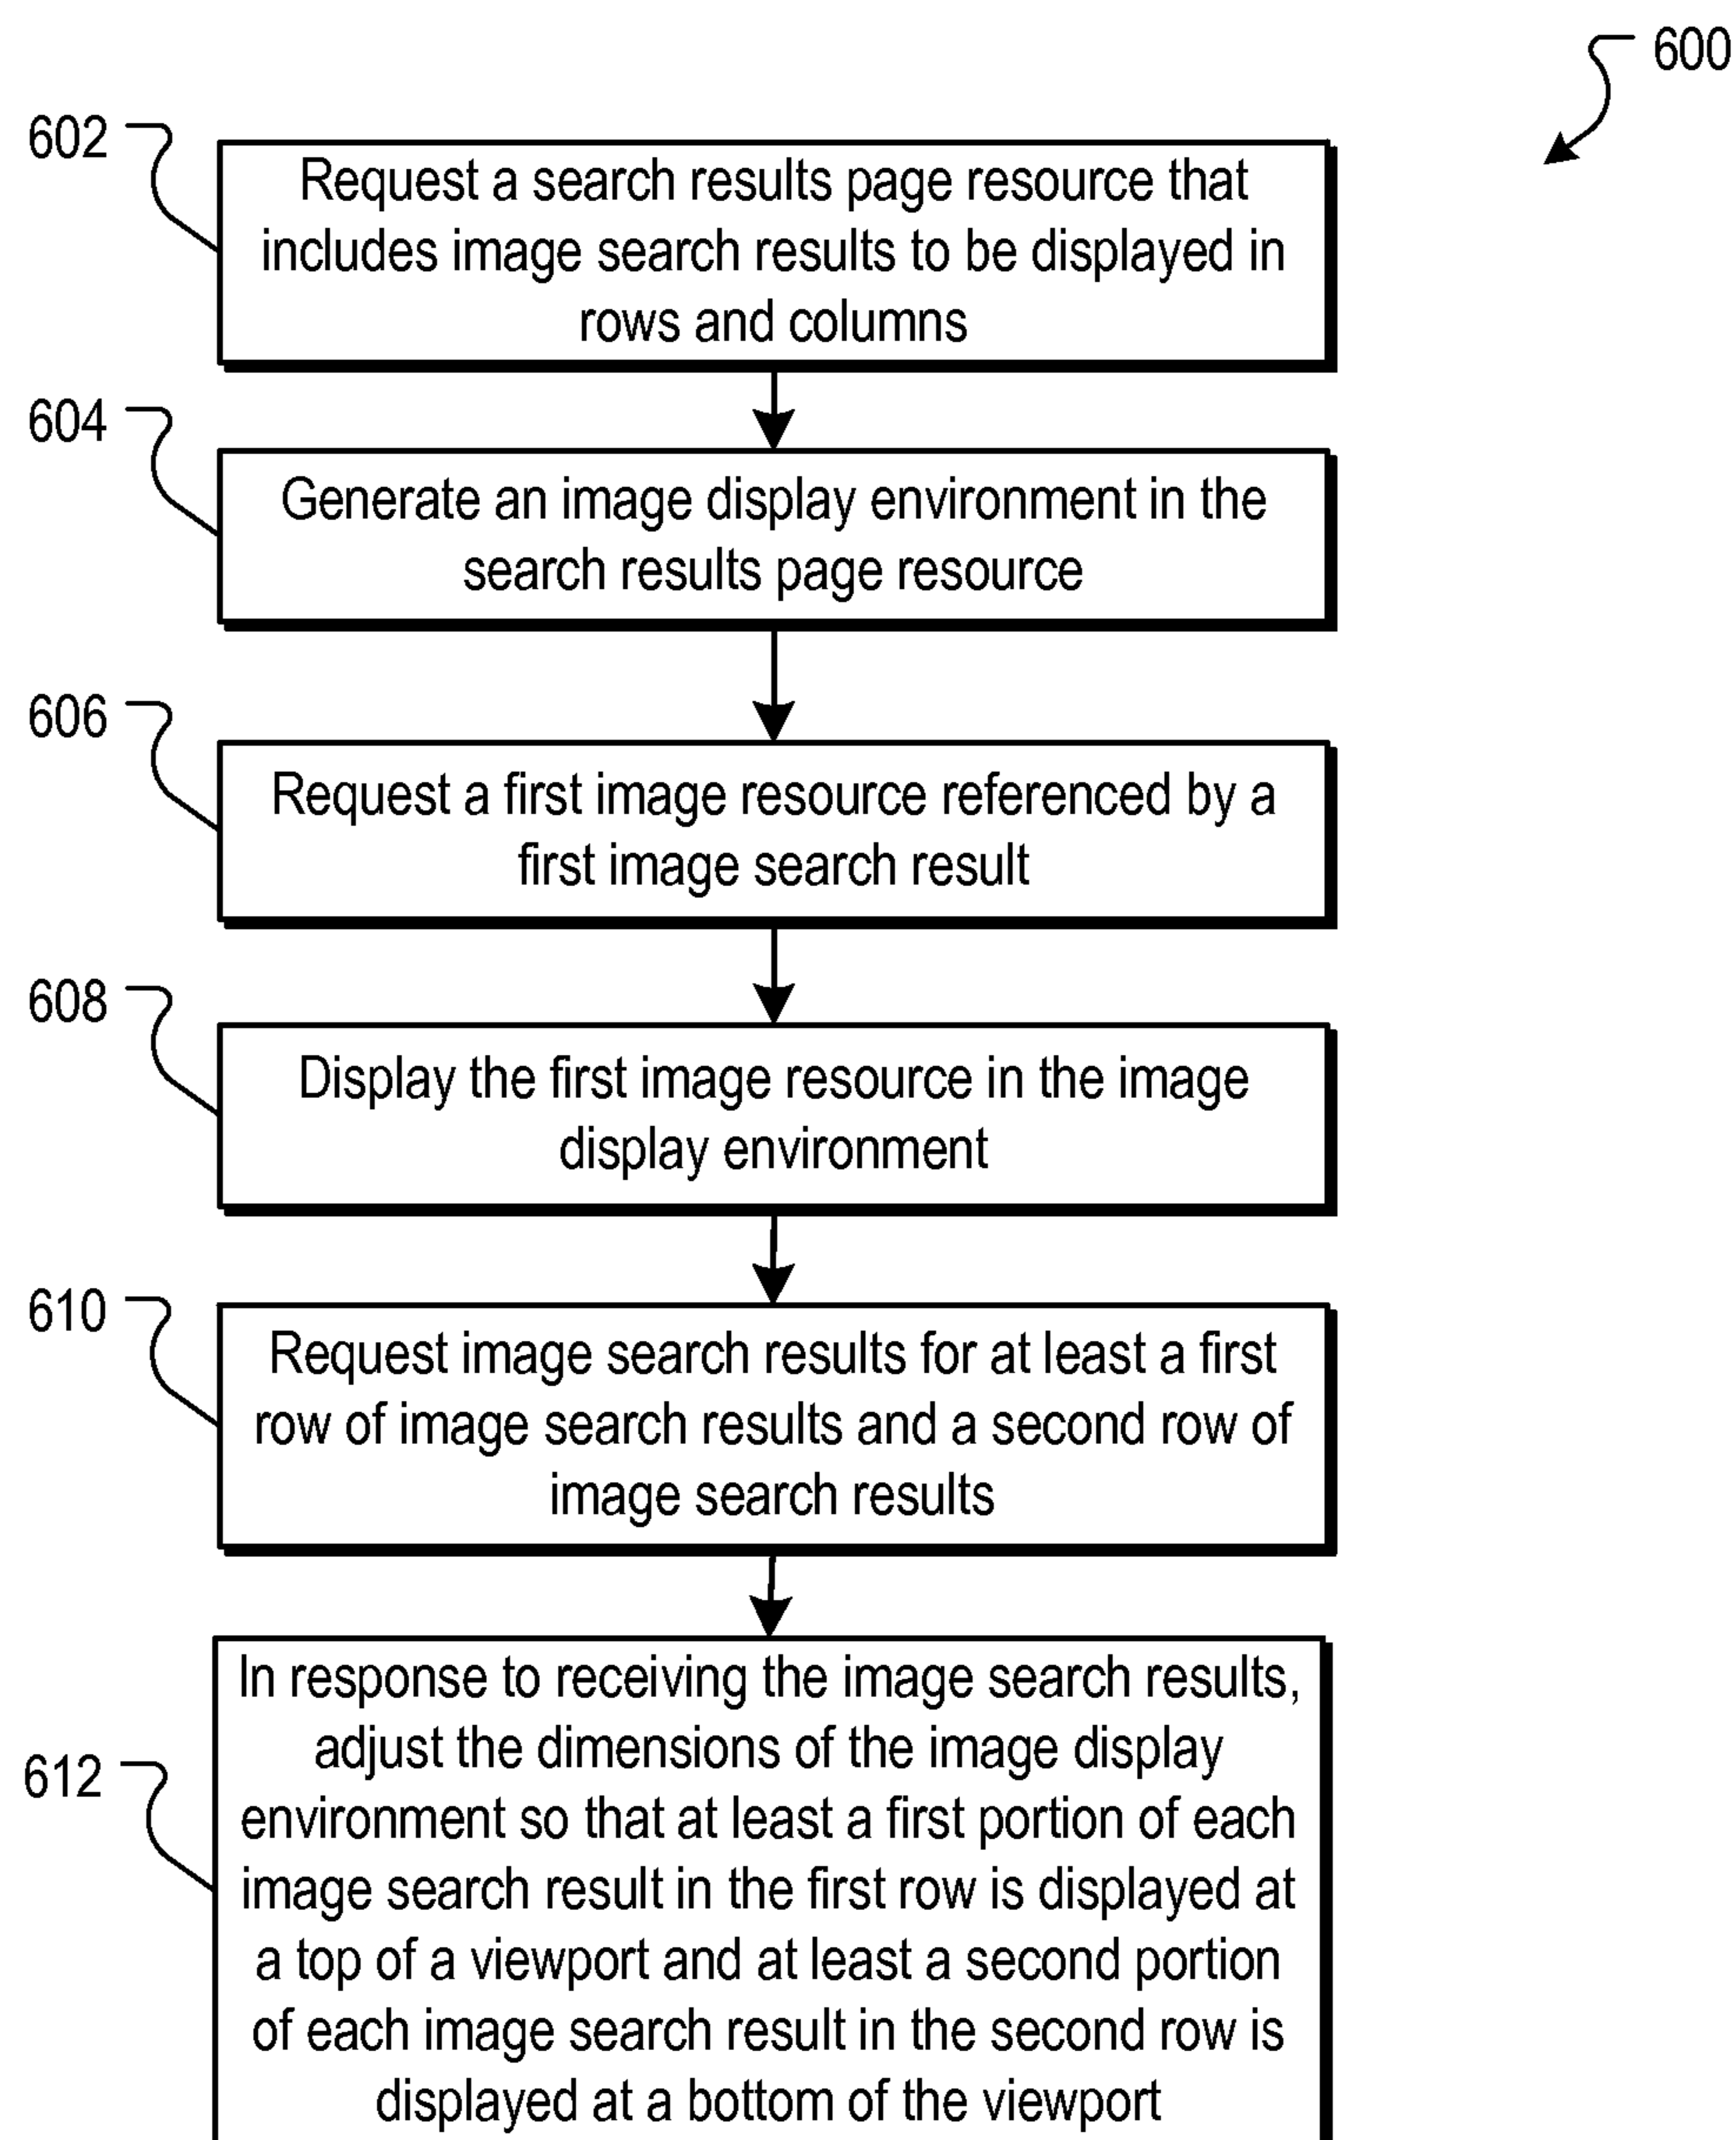 600
602
Request a search results page resource that
includes image search results to be displayed in
rows and columns
604
Generate an image display environment in the
search results page resource
606
Request a first image resource referenced by a
first image search result
608
Display the first image resource in the image
display environment
610
Request image search results for at least a first
row of image search results and a second row of
image search results
612
In response to receiving the image search results,
adjust the dimensions of the image display
environment so that at least a first portion of each
image search result in the first row is displayed at
a top of a viewport and at least a second portion
of each image search result in the second row is
displayed at a bottom of the viewport